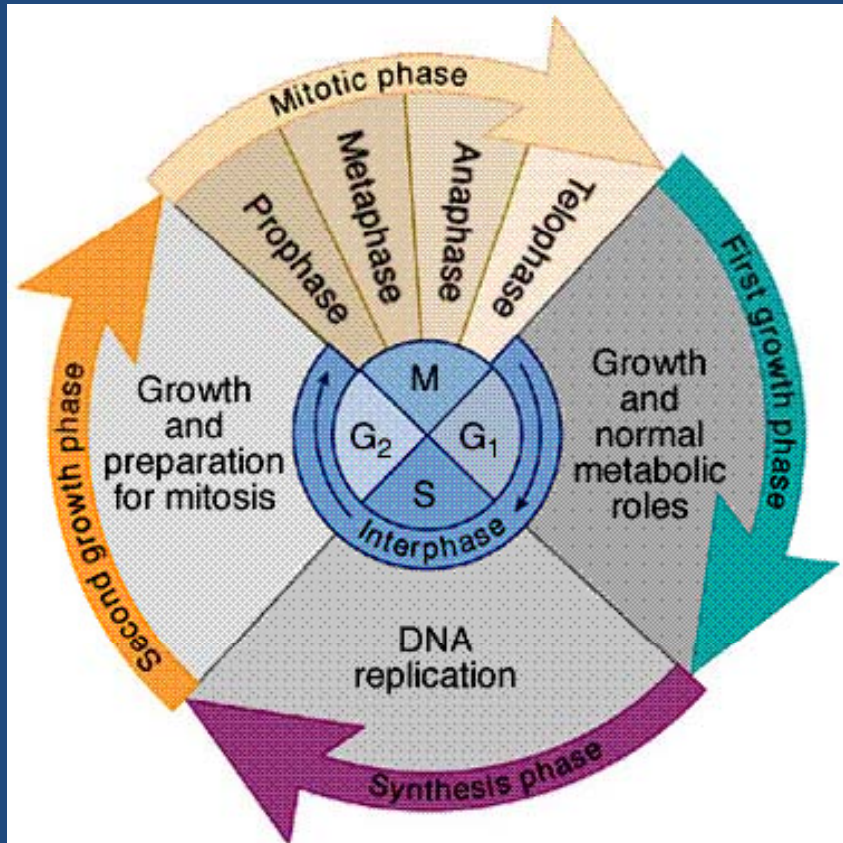 Mitotic phase
Prophase
Metaphase
Anaphase
Telophase
First growth phase
Growth
and
normal
metabolic
roles
Synthesis phase
DNA
replication
Second growth phase
Growth
and
preparation
for mitosis
M
G₁
S
G₂
Interphase